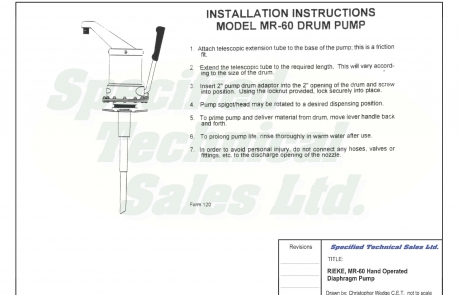 INSTALLATION INSTRUCTIONS
MODEL MR-60 DRUM PUMP
1. Attach telescopic extension tube to the base of the pump; this is a friction
fit.
2. Extend the telescopic tube to the required length. This will vary accord-
ing to the size of the drum.
3. Insert 2" pump drum adaptor into the 2" opening of the drum and screw
into position. Using the locknut provided, lock securely into place.
4. Pump spigot/head may be rotated to a desired dispensing position.
5. To prime pump and deliver material from drum, move lever handle back
and forth.
6. To prolong pump life, rinse thoroughly in warm water after use.
7. In order to avoid personal injury, do not connect any hoses, valves or
fittings, etc. to the discharge opening of the nozzle.
Form 120
Specified
Technical
Sales Ltd.
Revisions
Specified Technical Sales Ltd.
TITLE:
RIEKE, MR-60 Hand Operated
Diaphragm Pump
Drawn by: Christopher Wedge C.E.T. not to scale